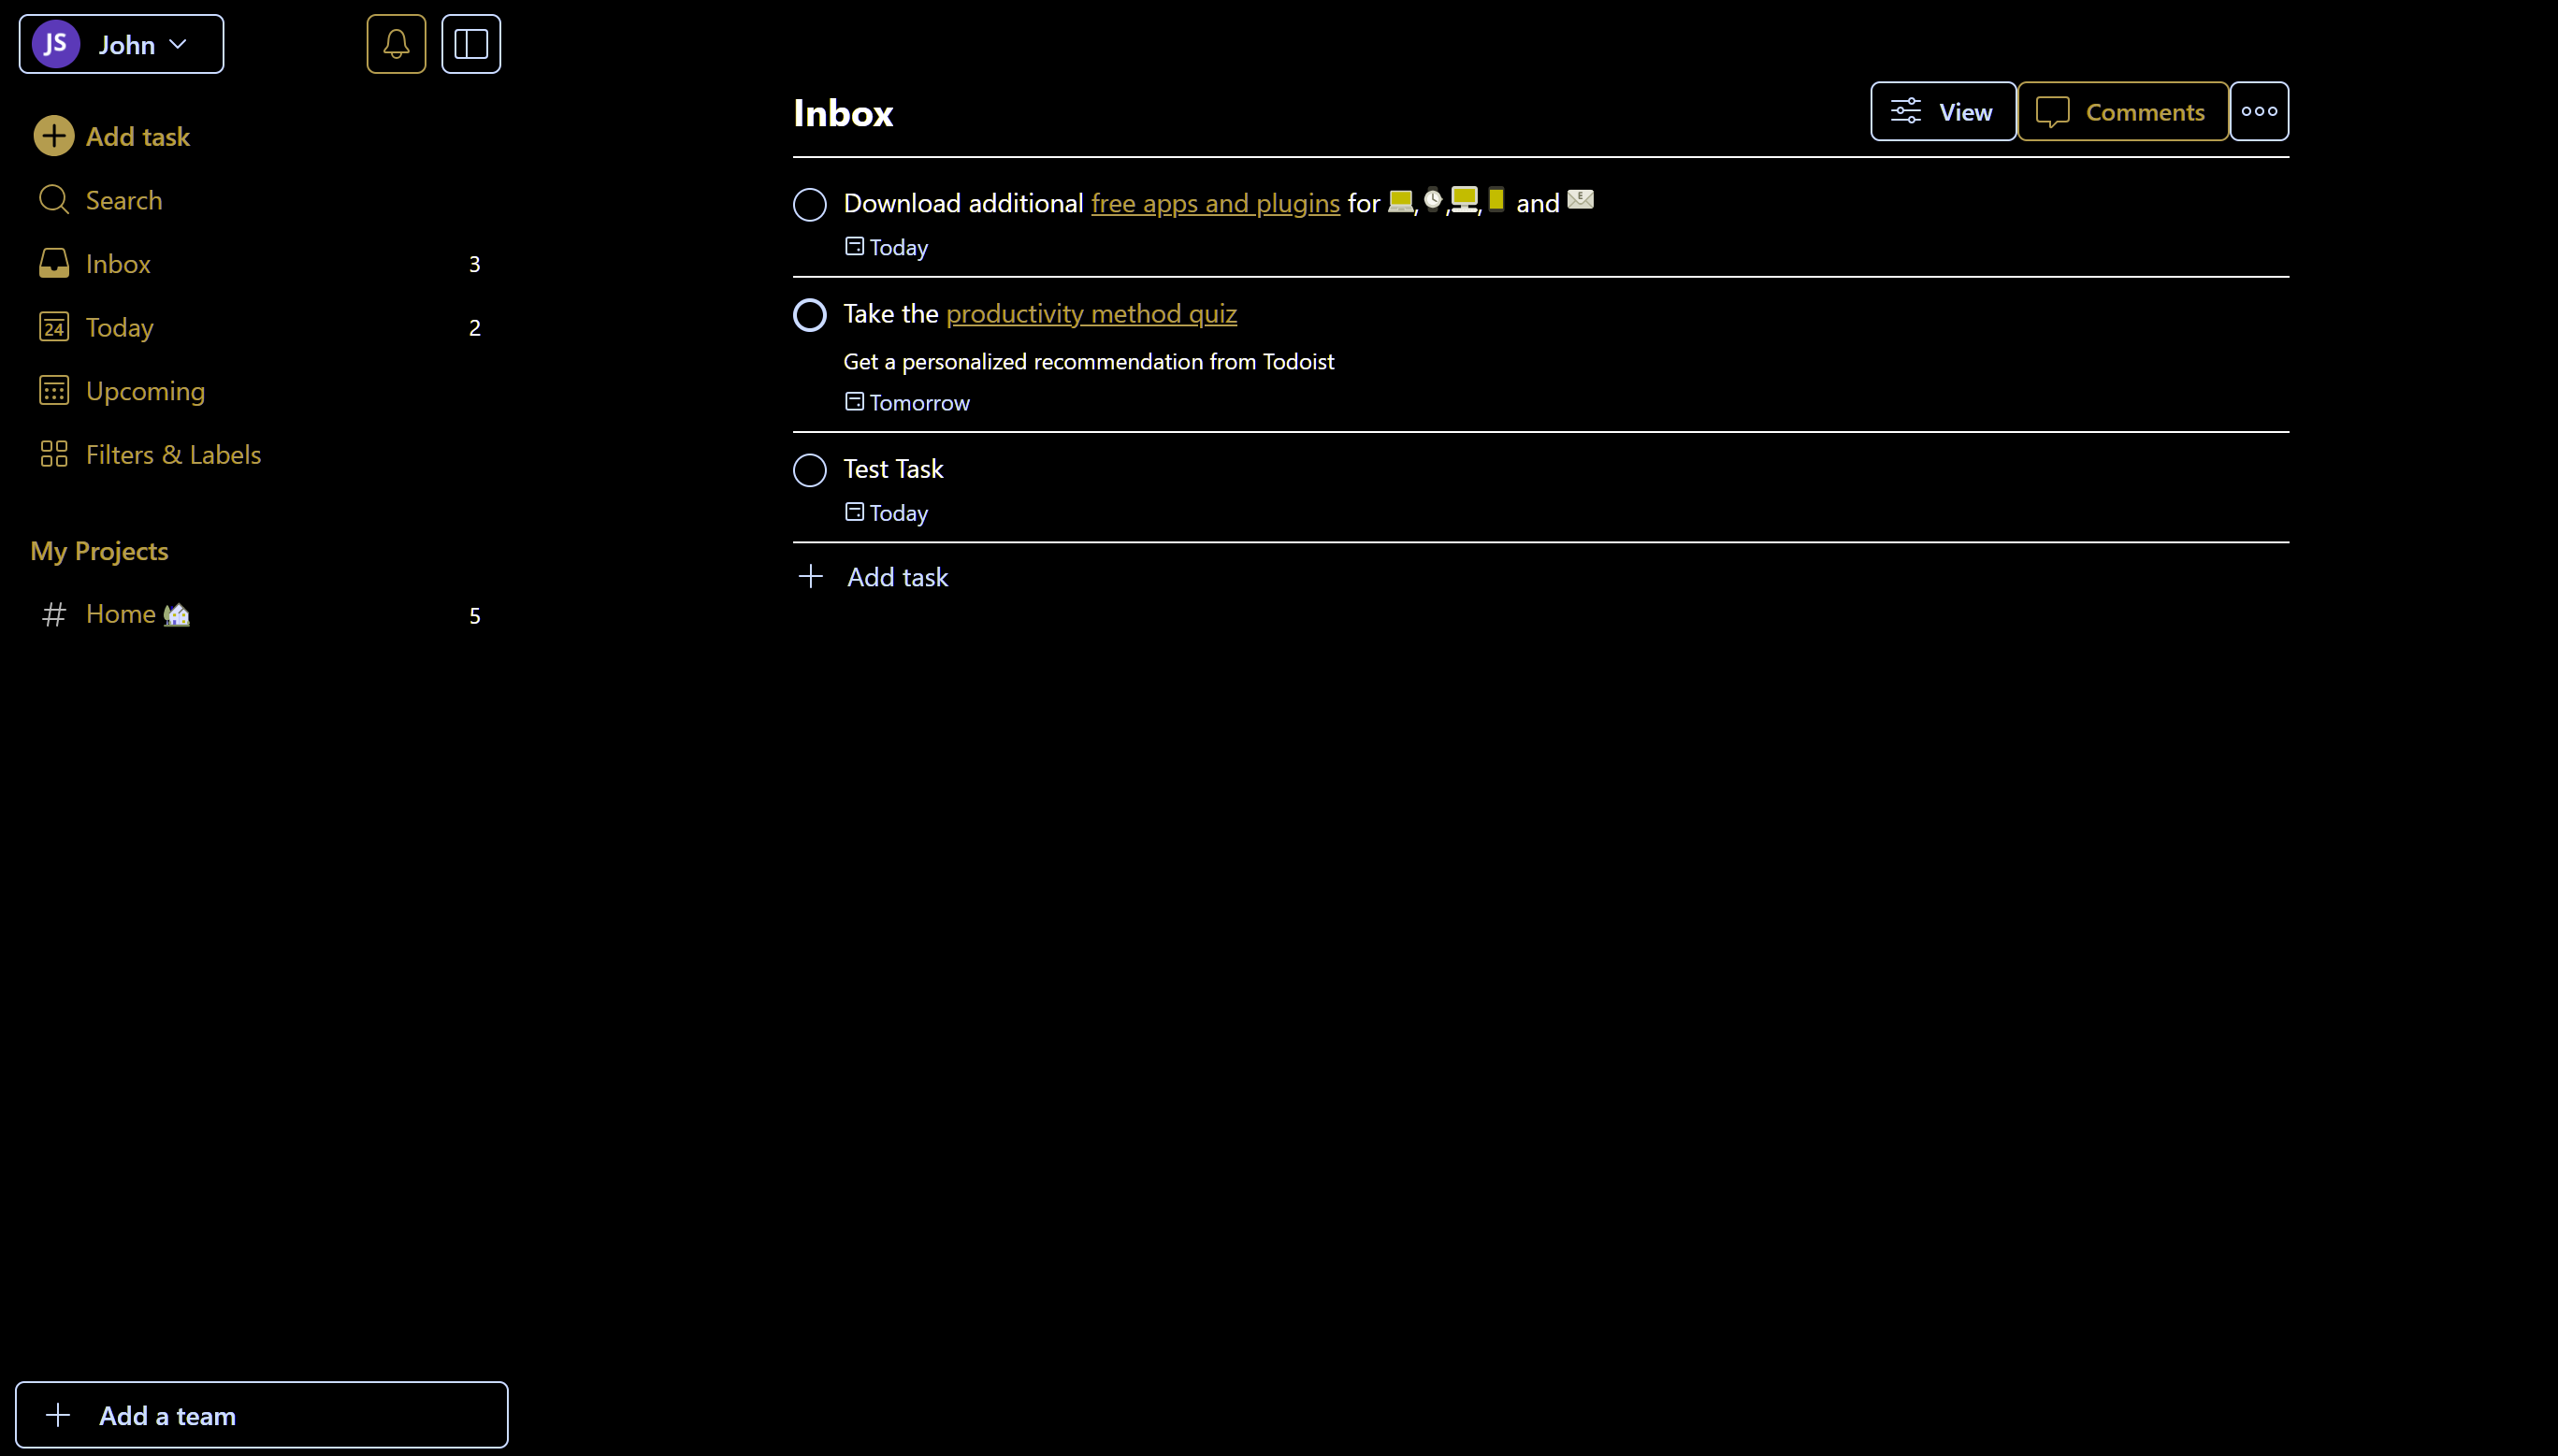 JS John
Add task
Search
Inbox 3
24 Today 2
Upcoming
Filters & Labels
My Projects
# Home 🏡 5
Add a team
Inbox
View Comments
Download additional free apps and plugins for 💻,⌚,🖥,📱 and 📧
Today
Take the productivity method quiz
Get a personalized recommendation from Todoist
Tomorrow
Test Task
Today
Add task